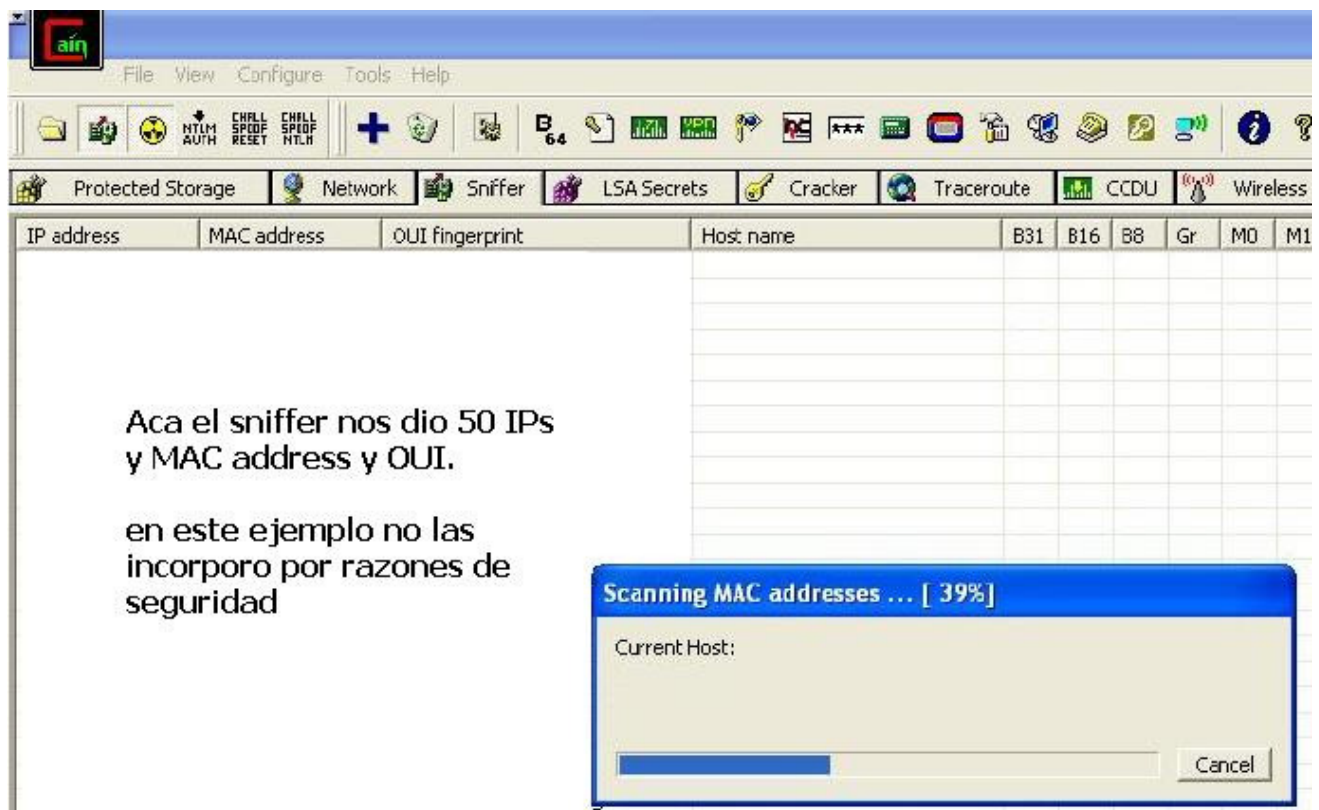 Caín
File View Configure Tools Help
NTLM AUTH CHALL SPOOF RESET CHALL SPOOF NTLM B64 ***
Protected Storage Network Sniffer LSA Secrets Cracker Traceroute CCDU Wireless
IP address MAC address OUI fingerprint Host name B31 B16 B8 Gr M0 M1
Aca el sniffer nos dio 50 IPs
y MAC address y OUI.
en este ejemplo no las
incorporo por razones de
seguridad
Scanning MAC addresses ... [ 39%]
Current Host:
Cancel